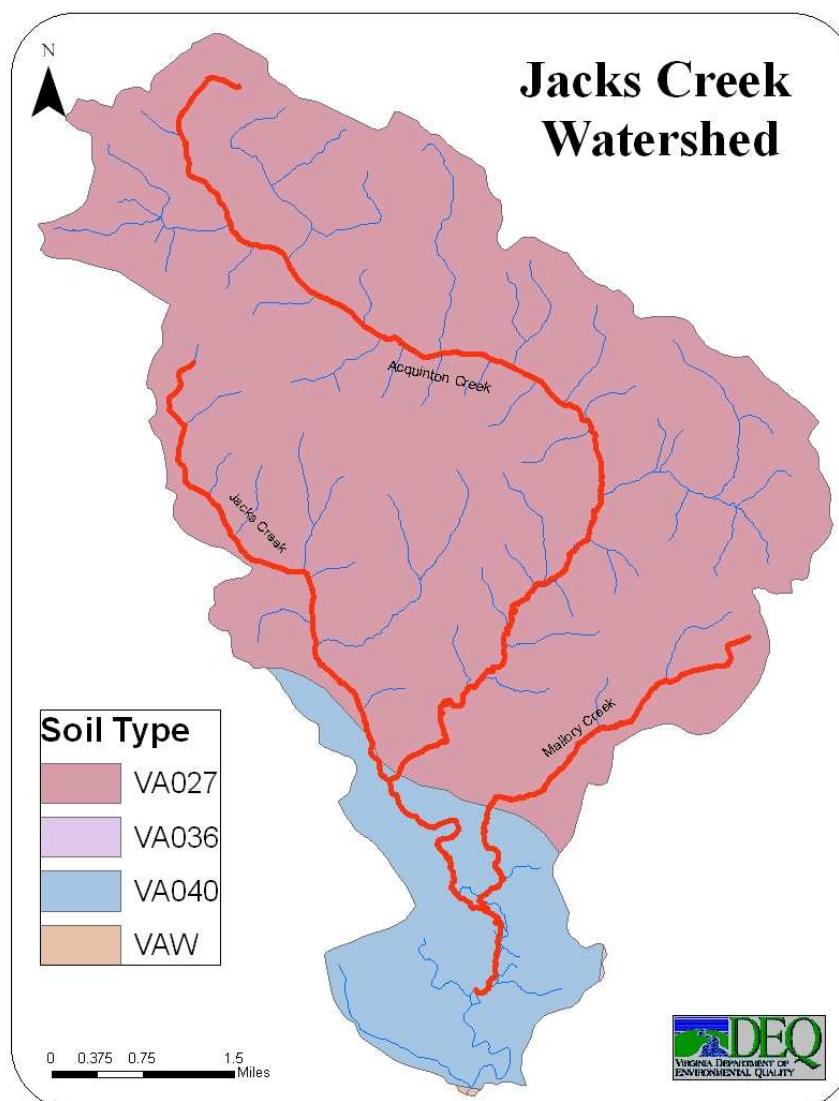 N
Jacks Creek
Watershed
Acquinton Creek
Jacks Creek
Mallory Creek
Soil Type
VA027
VA036
VA040
VAW
0 0.375 0.75 1.5
Miles
DEQ
VIRGINIA DEPARTMENT OF
ENVIRONMENTAL QUALITY